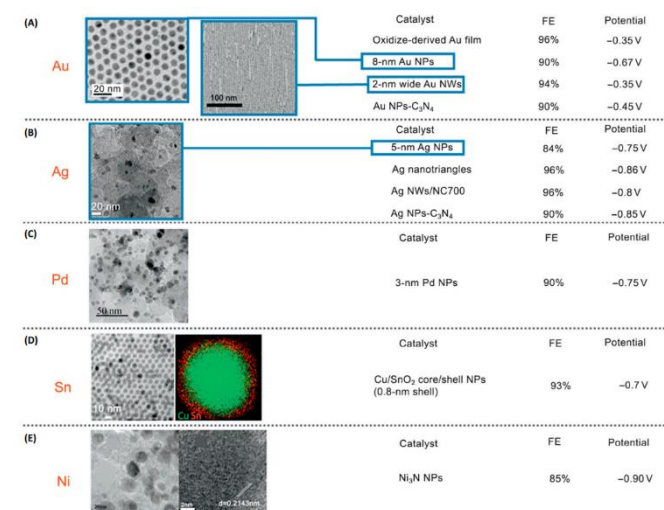 (A)
Au
20 nm
100 nm
Catalyst FE Potential
Oxidize-derived Au film 96% −0.35 V
8-nm Au NPs 90% −0.67 V
2-nm wide Au NWs 94% −0.35 V
Au NPs-C₃N₄ 90% −0.45 V
(B)
Ag
20 nm
Catalyst FE Potential
5-nm Ag NPs 84% −0.75 V
Ag nanotriangles 96% −0.86 V
Ag NWs/NC700 96% −0.8 V
Ag NPs-C₃N₄ 90% −0.85 V
(C)
Pd
50 nm
Catalyst FE Potential
3-nm Pd NPs 90% −0.75 V
(D)
Sn
10 nm
Cu Sn
Catalyst FE Potential
Cu/SnO₂ core/shell NPs 93% −0.7 V
(0.8-nm shell)
(E)
Ni
d=0.2143nm
Catalyst FE Potential
Ni₃N NPs 85% −0.90 V